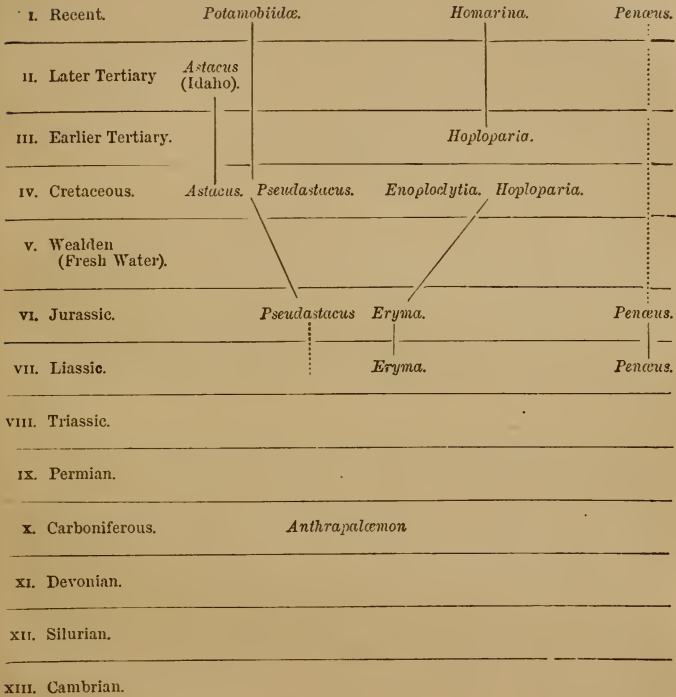 I. Recent. Potamobiidæ. Homarina. Penæus.
II. Later Tertiary Astacus
(Idaho).
III. Earlier Tertiary. Hoploparia.
IV. Cretaceous. Astacus. Pseudastacus. Enoploclytia. Hoploparia.
V. Wealden
(Fresh Water).
VI. Jurassic. Pseudastacus Eryma. Penæus.
VII. Liassic. Eryma. Penæus.
VIII. Triassic.
IX. Permian.
X. Carboniferous. Anthrapalæmon
XI. Devonian.
XII. Silurian.
XIII. Cambrian.